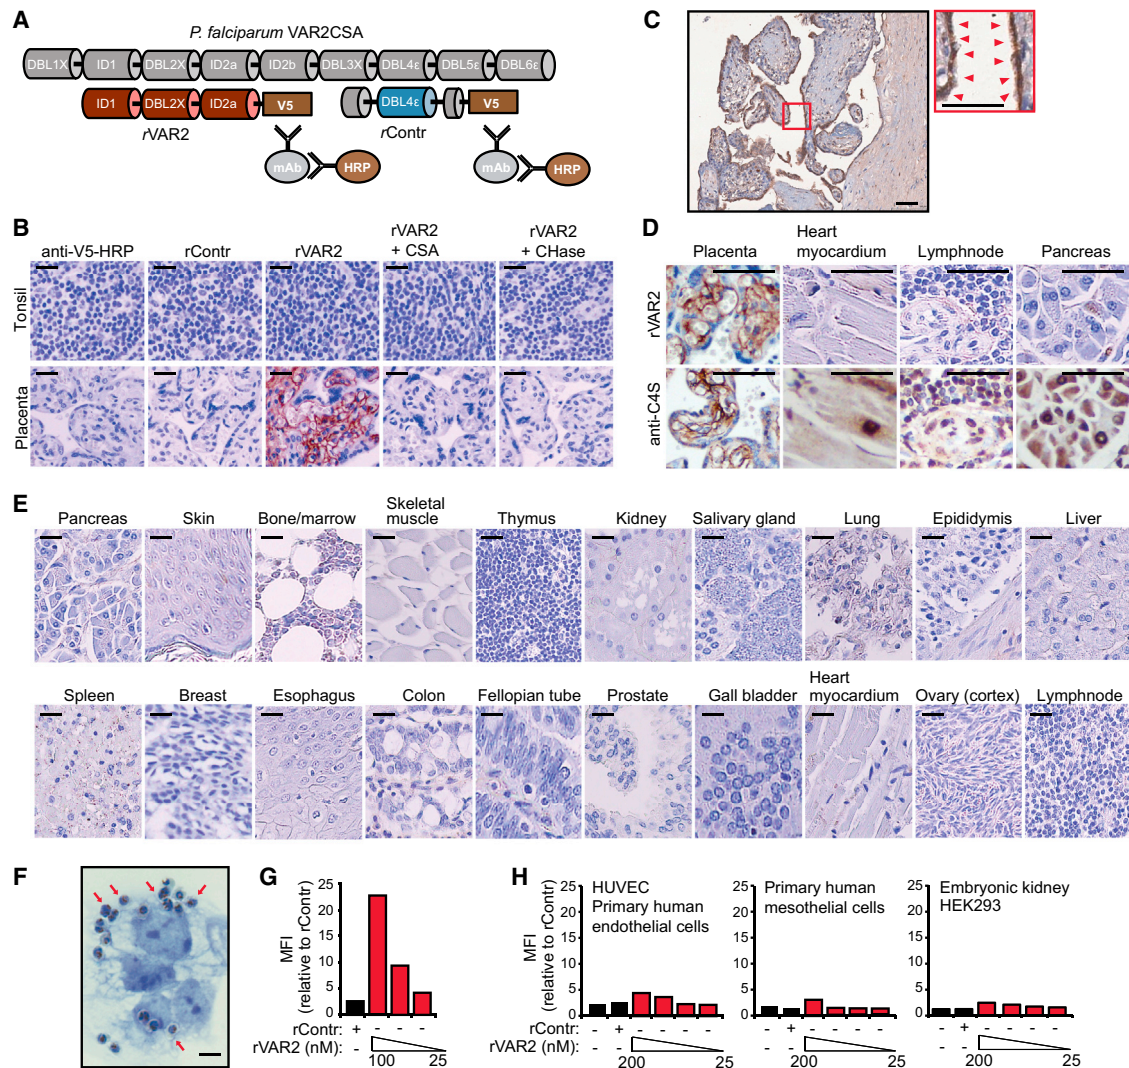 A
P. falciparum VAR2CSA
DBL1X ID1 DBL2X ID2a ID2b DBL3X DBL4ε DBL5ε DBL6ε
ID1 DBL2X ID2a V5 DBL4ε V5
rVAR2 rContr
mAb HRP mAb HRP
C
B
anti-V5-HRP rContr rVAR2 rVAR2 + CSA rVAR2 + CHase
Tonsil
Placenta
D
Placenta Heart myocardium Lymphnode Pancreas
rVAR2
anti-C4S
E
Pancreas Skin Bone/marrow Skeletal muscle Thymus Kidney Salivary gland Lung Epididymis Liver
Spleen Breast Esophagus Colon Fellopian tube Prostate Gall bladder Heart myocardium Ovary (cortex) Lymphnode
F
G
MFI
(relative to rContr)
25
20
15
10
5
0
rContr: + - - -
rVAR2 (nM): - 100 25
H
MFI
(relative to rContr)
25
20
15
10
5
0
HUVEC
Primary human
endothelial cells
rContr: - + - - - -
rVAR2 (nM): - - 200 25
25
20
15
10
5
0
Primary human
mesothelial cells
- + - - - -
- - 200 25
25
20
15
10
5
0
Embryonic kidney
HEK293
- + - - - -
- - 200 25